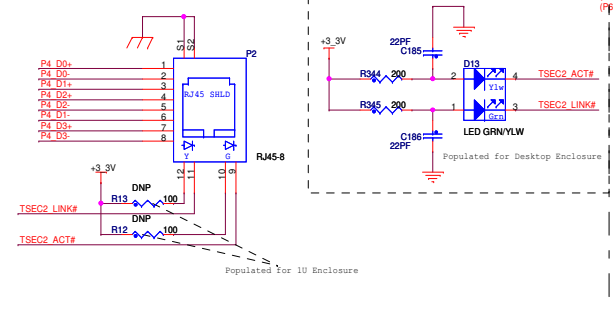 (P6
S1
S2
P2
P4_D0+
P4_D0-
P4_D1+
P4_D2+
P4_D2-
P4_D1-
P4_D3+
P4_D3-
1
2
3
4
5
6
7
8
RJ45 SHLD
Y
G
RJ45-8
12
11
10
9
+3_3V
DNP
R13
100
TSEC2_LINK#
DNP
R12
100
TSEC2_ACT#
Populated for 1U Enclosure
+3_3V
22PF
C185
R344
200
R345
200
C186
22PF
D13
2
Ylw
4
TSEC2_ACT#
1
Grn
3
TSEC2_LINK#
LED GRN/YLW
Populated for Desktop Enclosure